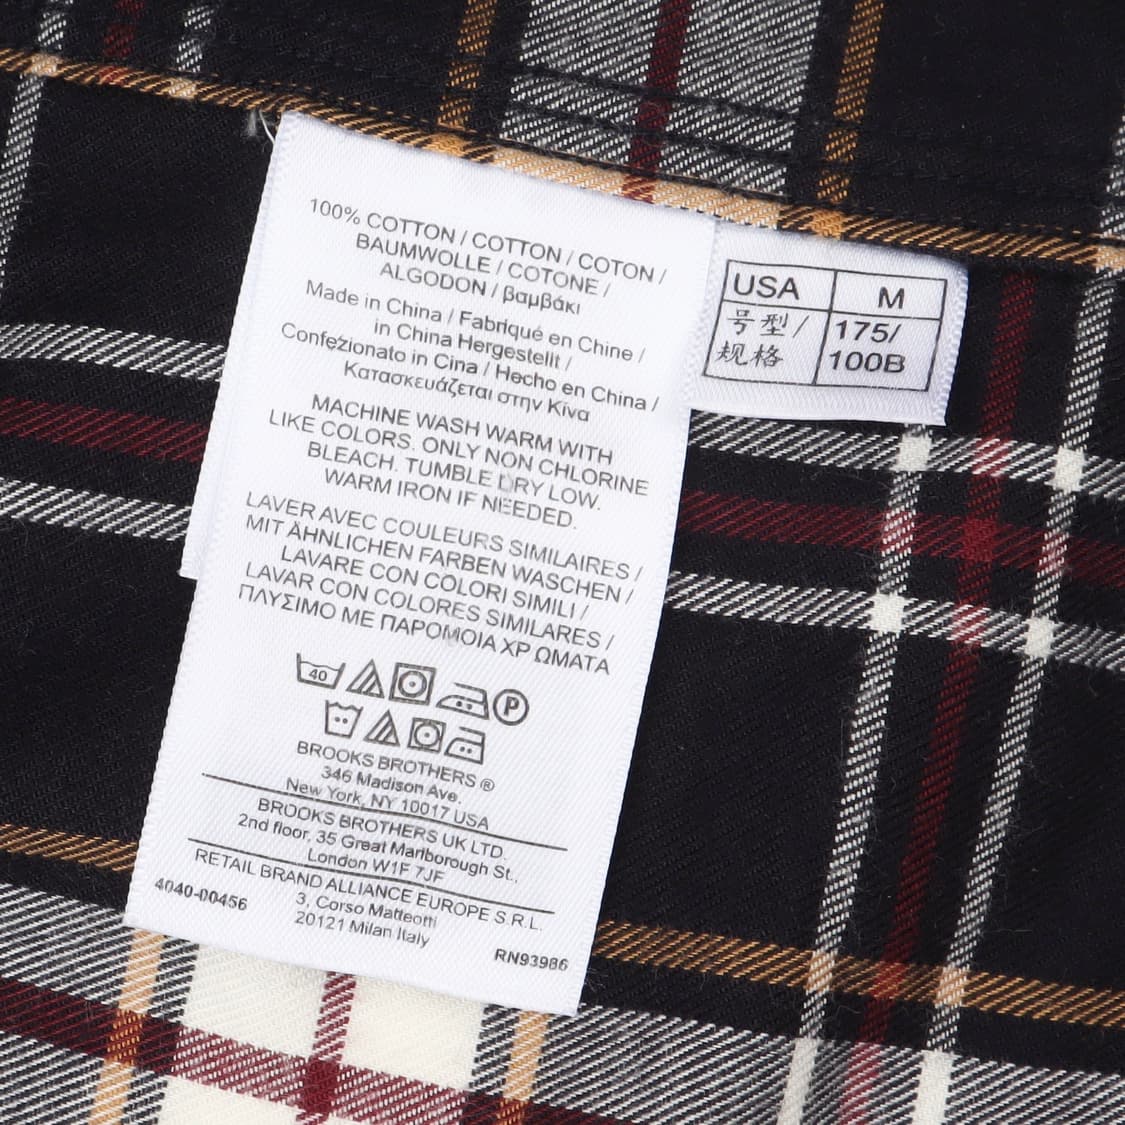 100% COTTON / COTTON / COTON /
BAUMWOLLE / COTONE /
ALGODON / βαμβάκι
Made in China / Fabriqué en Chine /
in China Hergestellt /
Confezionato in Cina / Hecho en China /
Κατασκευάζεται στην Κίνα
MACHINE WASH WARM WITH
LIKE COLORS. ONLY NON CHLORINE
BLEACH. TUMBLE DRY LOW.
WARM IRON IF NEEDED.
LAVER AVEC COULEURS SIMILAIRES /
MIT ÄHNLICHEN FARBEN WASCHEN /
LAVARE CON COLORI SIMILI /
LAVAR CON COLORES SIMILARES /
ΠΛΥΣΙΜΟ ΜΕ ΠΑΡΟΜΟΙΑ ΧΡ ΩΜΑΤΑ
40
P
BROOKS BROTHERS ®
346 Madison Ave.
New York, NY 10017 USA
BROOKS BROTHERS UK LTD.
2nd floor, 35 Great Marlborough St.,
London W1F 7JF
RETAIL BRAND ALLIANCE EUROPE S.R.L.
3, Corso Matteotti
20121 Milan Italy
4040-00456
RN93986
USA M
号型/ 175/
规格 100B